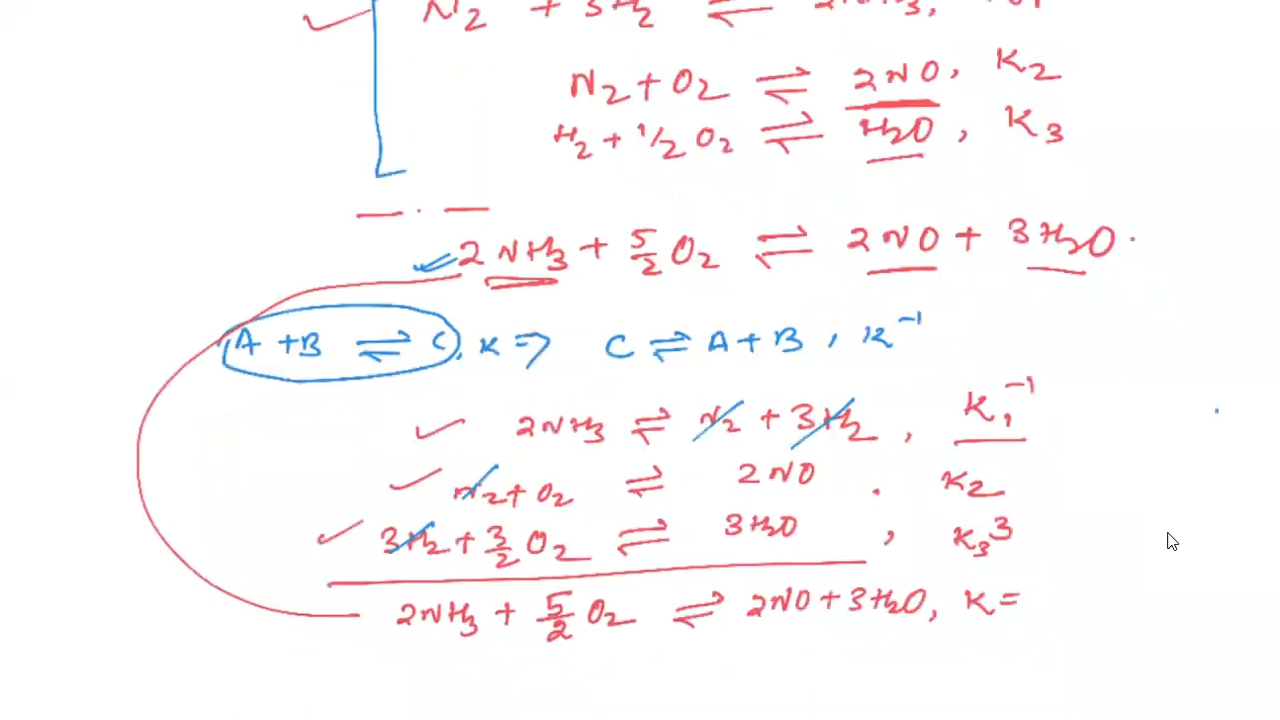 N₂ + 3H₂ ⇌ 2NH₃,
N₂ + O₂ ⇌ 2NO, K₂
H₂ + 1/2 O₂ ⇌ H₂O, K₃
2NH₃ + 5/2 O₂ ⇌ 2NO + 3H₂O.
A + B ⇌ C, K ⇒ C ⇌ A + B, K⁻¹
2NH₃ ⇌ N₂ + 3H₂, K₁⁻¹
N₂ + O₂ ⇌ 2NO. K₂
3H₂ + 3/2 O₂ ⇌ 3H₂O, K₃³
2NH₃ + 5/2 O₂ ⇌ 2NO + 3H₂O, K =